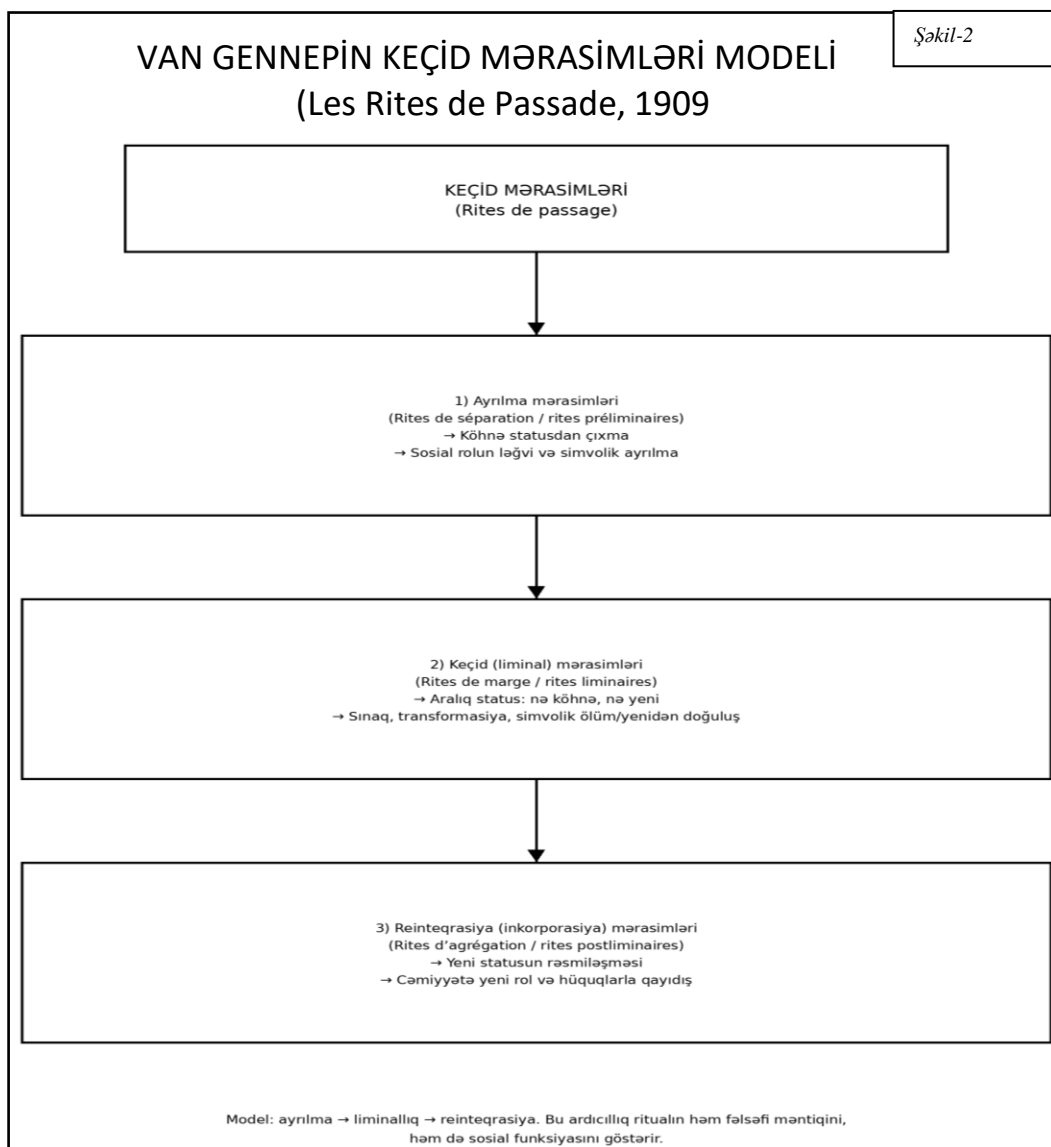 Şəkil-2
VAN GENNEPİN KEÇİD MƏRASİMLƏRİ MODELİ
(Les Rites de Passade, 1909
KEÇİD MƏRASİMLƏRİ
(Rites de passage)
1) Ayrılma mərasimləri
(Rites de séparation / rites préliminaires)
→ Köhnə statusdan çıxma
→ Sosial rolun ləğvi və simvolik ayrılma
2) Keçid (liminal) mərasimləri
(Rites de marge / rites liminaires)
→ Aralıq status: nə köhnə, nə yeni
→ Sınaq, transformasiya, simvolik ölüm/yenidən doğuluş
3) Reinteqrasiya (inkorporasiya) mərasimləri
(Rites d’agrégation / rites postliminaires)
→ Yeni statusun rəsmiləşməsi
→ Cəmiyyətə yeni rol və hüquqlarla qayıdış
Model: ayrılma → liminallıq → reinteqrasiya. Bu ardıcıllıq ritualın həm fəlsəfi məntiqini,
həm də sosial funksiyasını göstərir.